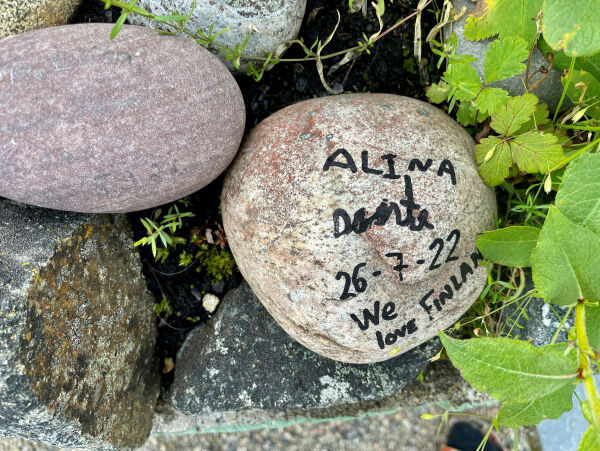 ALINA
+
Dante
26-7-22
We
love FINLAN